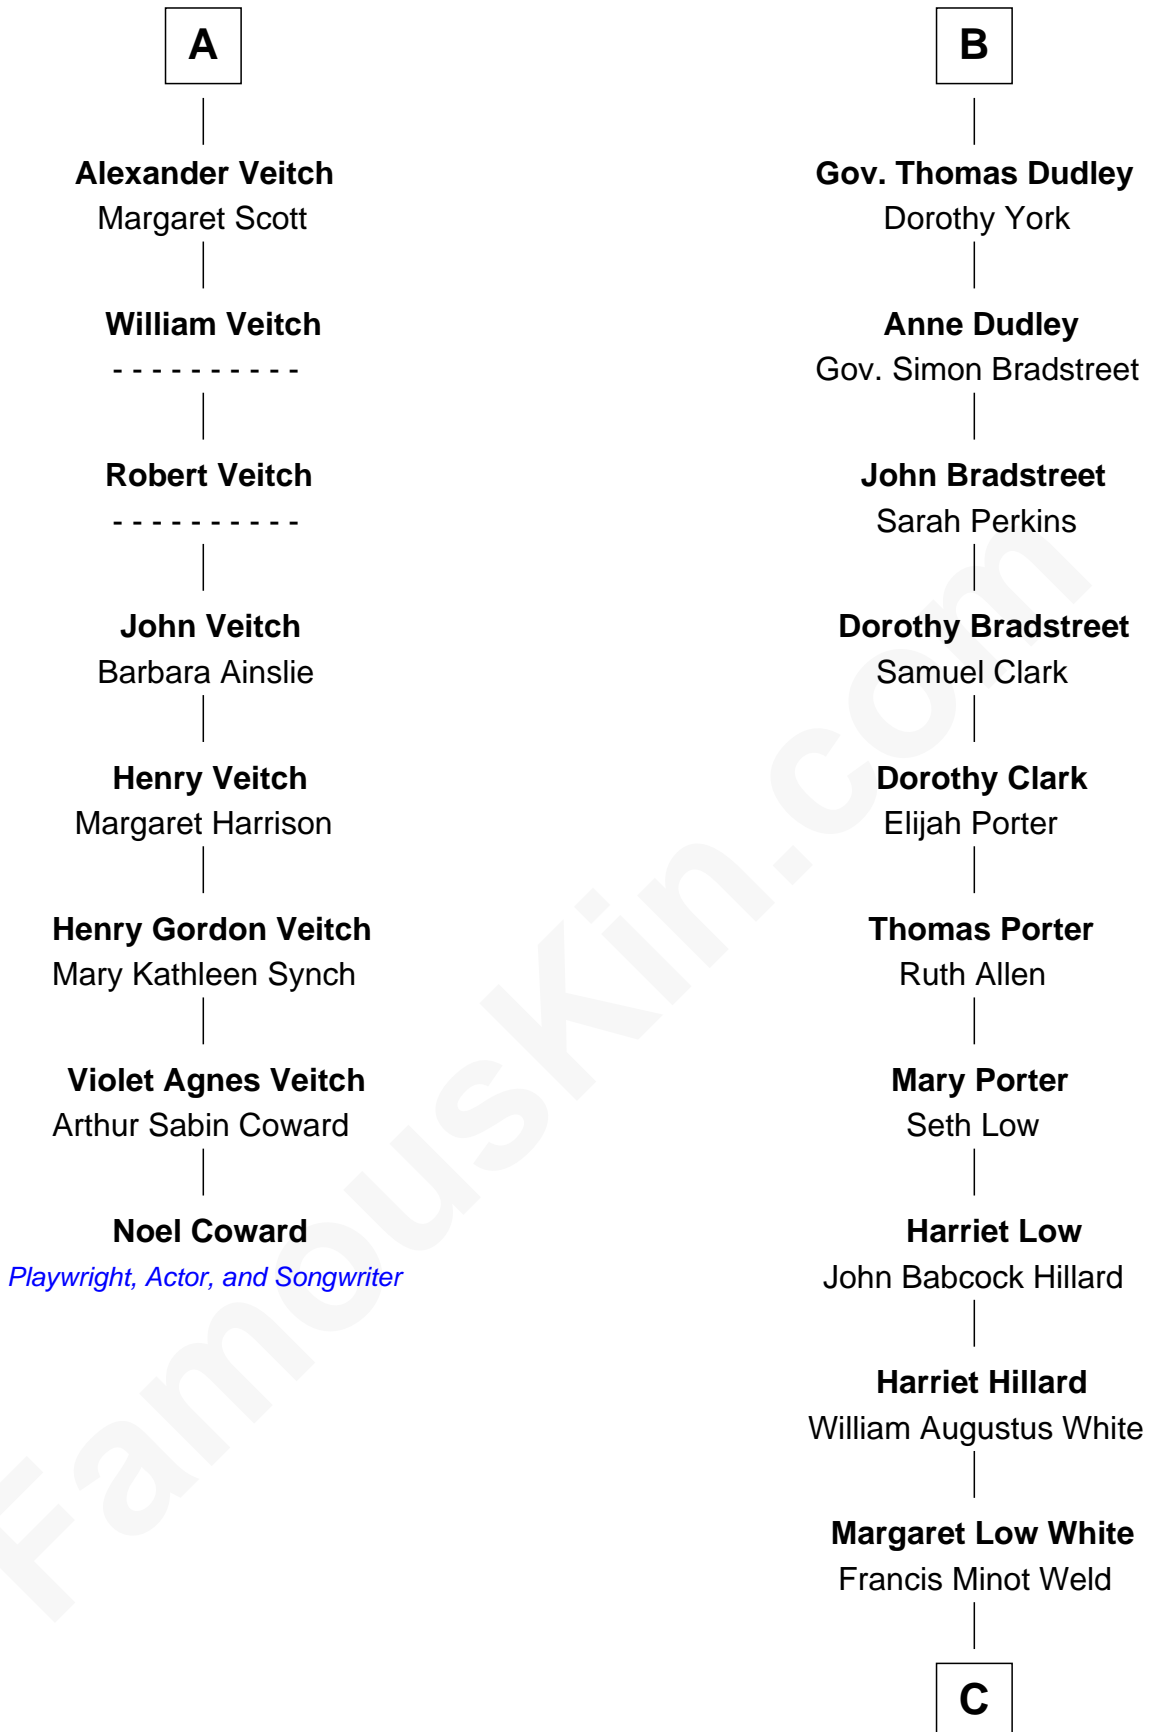 A
Alexander Veitch
Margaret Scott
William Veitch
- - - - - - - - - -
Robert Veitch
- - - - - - - - - -
John Veitch
Barbara Ainslie
Henry Veitch
Margaret Harrison
Henry Gordon Veitch
Mary Kathleen Synch
Violet Agnes Veitch
Arthur Sabin Coward
Noel Coward
Playwright, Actor, and Songwriter
B
Gov. Thomas Dudley
Dorothy York
Anne Dudley
Gov. Simon Bradstreet
John Bradstreet
Sarah Perkins
Dorothy Bradstreet
Samuel Clark
Dorothy Clark
Elijah Porter
Thomas Porter
Ruth Allen
Mary Porter
Seth Low
Harriet Low
John Babcock Hillard
Harriet Hillard
William Augustus White
Margaret Low White
Francis Minot Weld
C
FamousKin.com